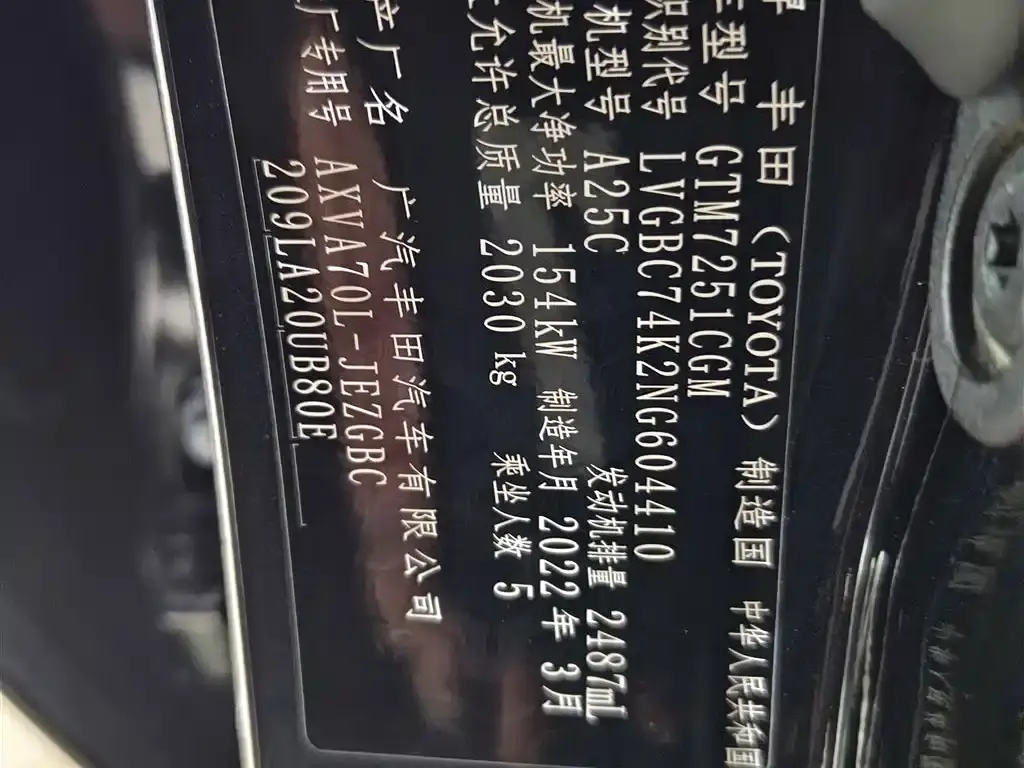 丰田(TOYOTA) 制造国 中华人民共和国
型号 GTM7251CGM
识别代号 LVGBC74K2NG604410
机型号 A25C 发动机排量 2487mL
机最大净功率 154kW 制造年月 2022年 3月
允许总质量 2030 kg 乘坐人数 5
产厂名 广汽丰田汽车有限公司
厂专用号 AXVA70L-JEZGBC
209LA20UB80E